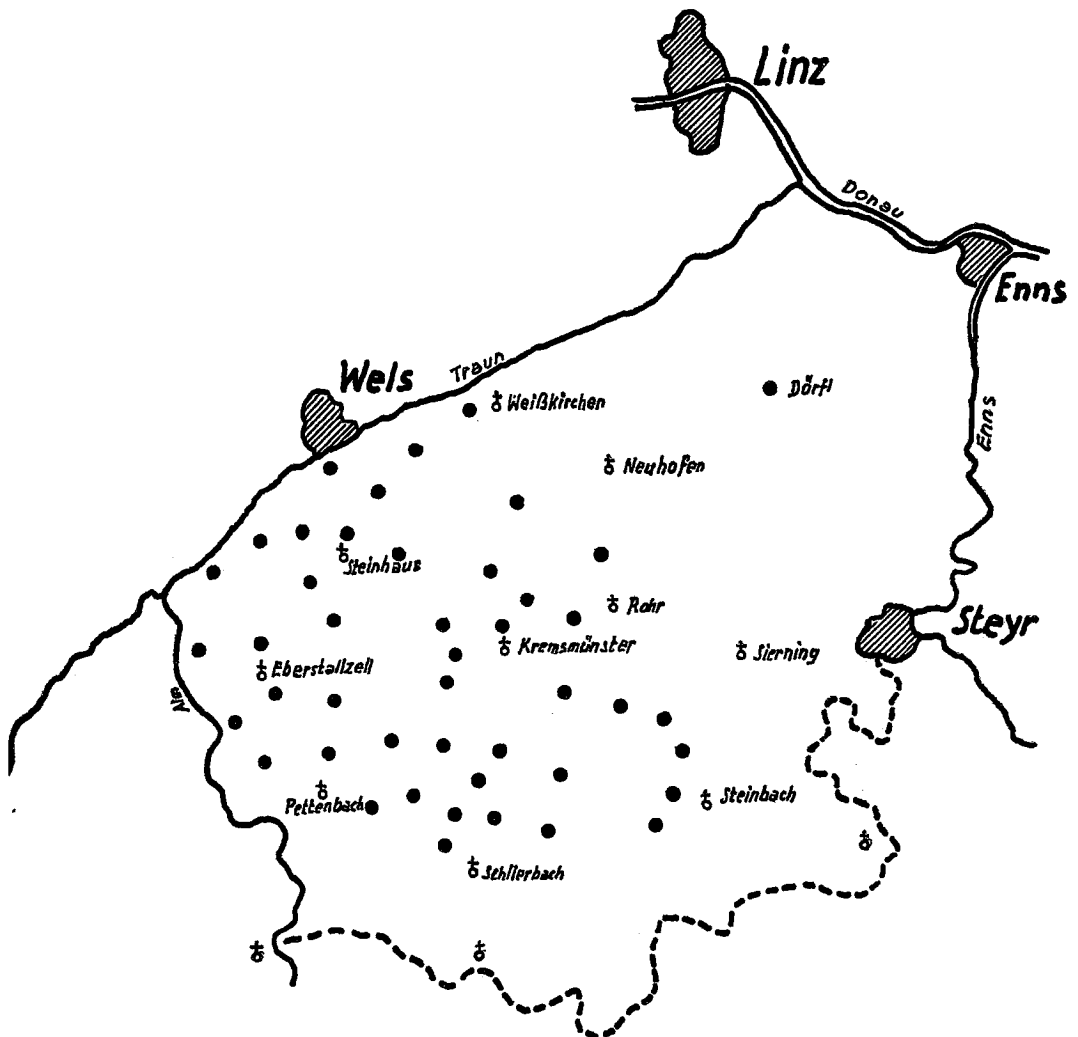 Linz
Donau
Enns
Wels
Traun
Weißkirchen
Dörfl
Enns
Neuhofen
Steinhaus
Rohr
Kremsmünster
Steyr
Sierning
Eberstallzell
Alm
Pettenbach
Steinbach
Schlierbach